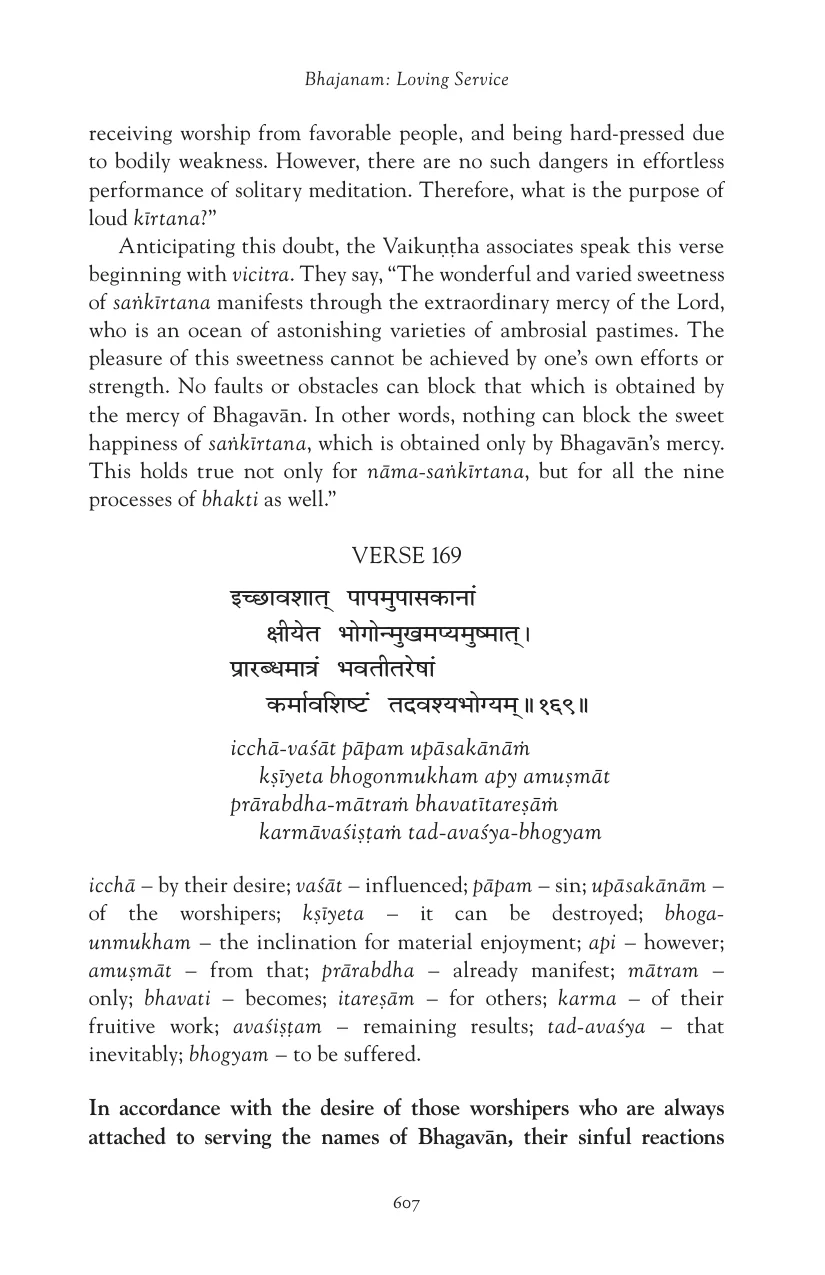 Bhajanam: Loving Service
receiving worship from favorable people, and being hard-pressed due
to bodily weakness. However, there are no such dangers in effortless
performance of solitary meditation. Therefore, what is the purpose of
loud kīrtana?”
Anticipating this doubt, the Vaikuṇṭha associates speak this verse
beginning with vicitra. They say, “The wonderful and varied sweetness
of saṅkīrtana manifests through the extraordinary mercy of the Lord,
who is an ocean of astonishing varieties of ambrosial pastimes. The
pleasure of this sweetness cannot be achieved by one’s own efforts or
strength. No faults or obstacles can block that which is obtained by
the mercy of Bhagavān. In other words, nothing can block the sweet
happiness of saṅkīrtana, which is obtained only by Bhagavān’s mercy.
This holds true not only for nāma-saṅkīrtana, but for all the nine
processes of bhakti as well.”
VERSE 169
इच्छावशात् पापमुपासकानां
क्षीयेत भोगोन्मुखमप्यमुष्मात्।
प्रारब्धमात्रं भवतीतरेषां
कर्मावशिष्टं तदवश्यभोग्यम्॥१६९॥
icchā-vaśāt pāpam upāsakānāṁ
kṣīyeta bhogonmukham apy amuṣmāt
prārabdha-mātraṁ bhavatītareṣāṁ
karmāvaśiṣṭaṁ tad-avaśya-bhogyam
icchā – by their desire; vaśāt – influenced; pāpam – sin; upāsakānām –
of the worshipers; kṣīyeta – it can be destroyed; bhoga-
unmukham – the inclination for material enjoyment; api – however;
amuṣmāt – from that; prārabdha – already manifest; mātram –
only; bhavati – becomes; itareṣām – for others; karma – of their
fruitive work; avaśiṣṭam – remaining results; tad-avaśya – that
inevitably; bhogyam – to be suffered.
In accordance with the desire of those worshipers who are always
attached to serving the names of Bhagavān, their sinful reactions
607